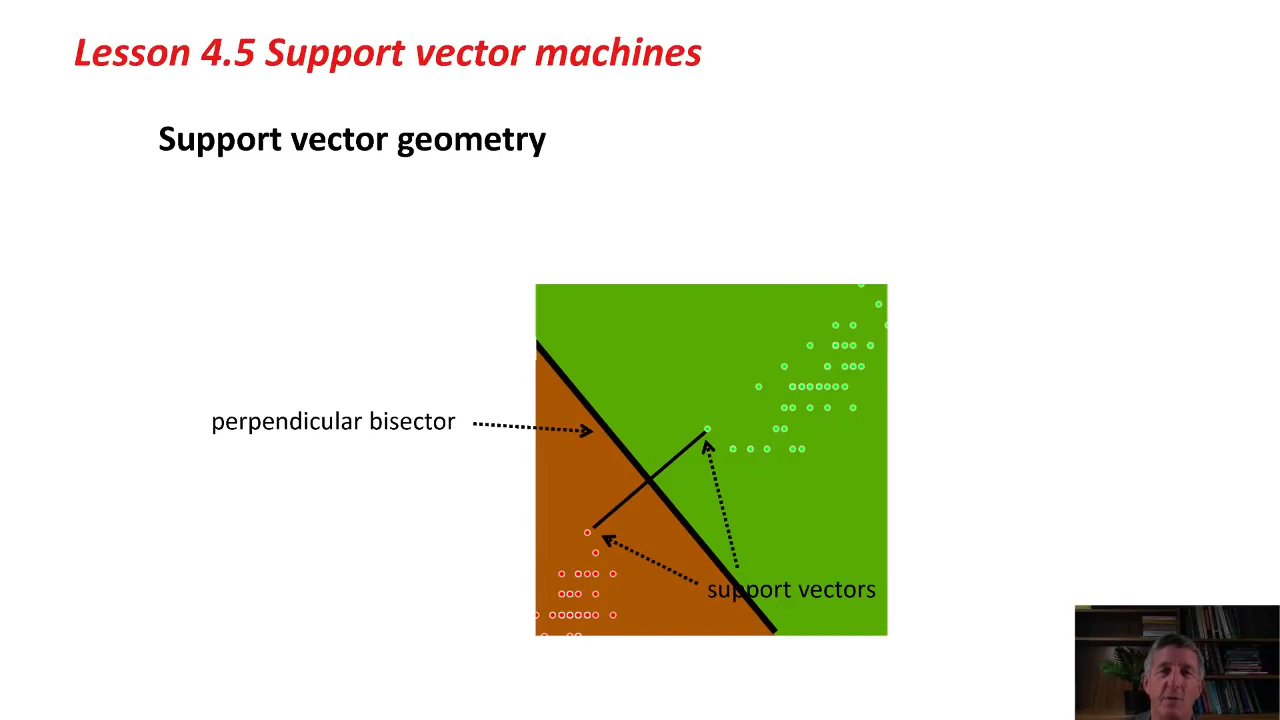 Lesson 4.5 Support vector machines
Support vector geometry
perpendicular bisector
support vectors